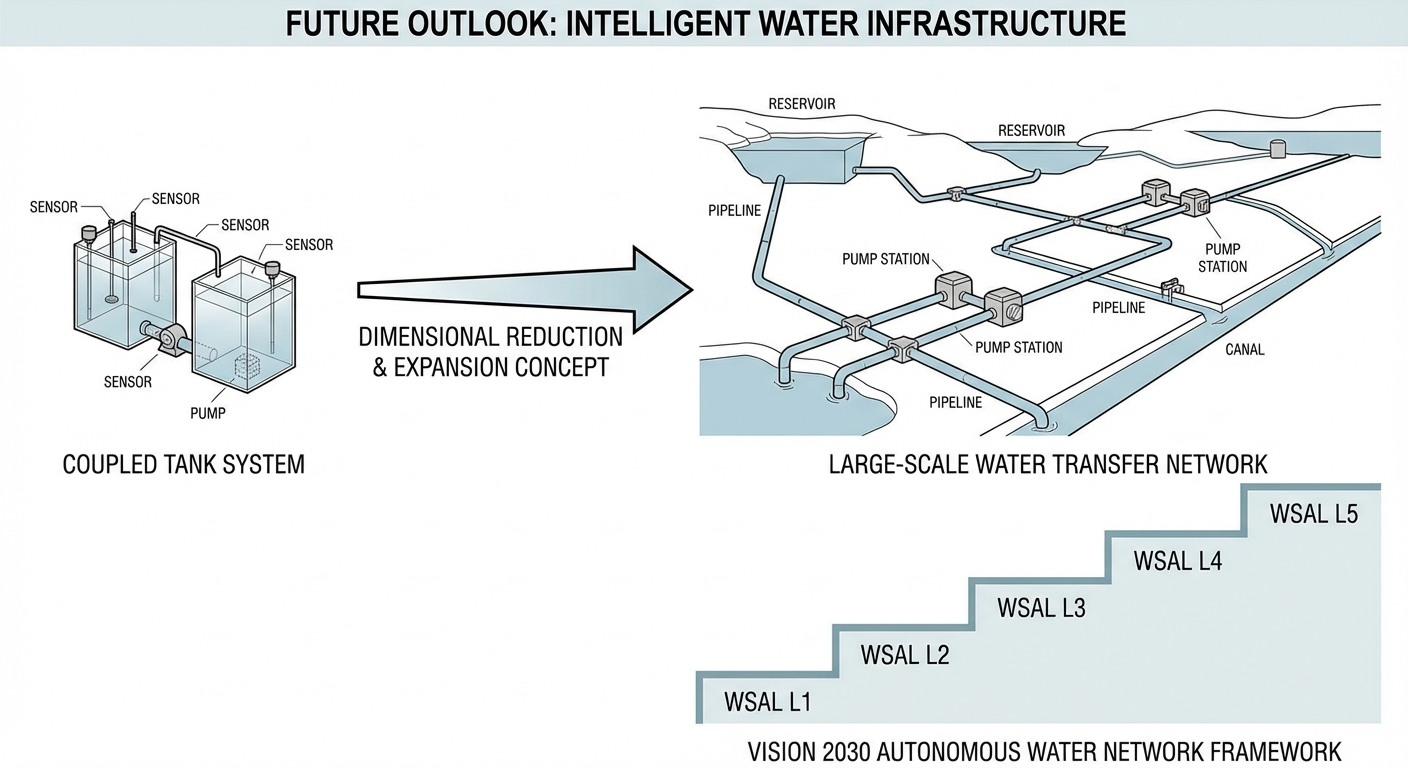 FUTURE OUTLOOK: INTELLIGENT WATER INFRASTRUCTURE
SENSOR
SENSOR
SENSOR
SENSOR
SENSOR
PUMP
COUPLED TANK SYSTEM
DIMENSIONAL REDUCTION
& EXPANSION CONCEPT
RESERVOIR
RESERVOIR
PIPELINE
PUMP STATION
PUMP
STATION
PIPELINE
PUMP STATION
CANAL
PIPELINE
LARGE-SCALE WATER TRANSFER NETWORK
WSAL L5
WSAL L4
WSAL L3
WSAL L2
WSAL L1
VISION 2030 AUTONOMOUS WATER NETWORK FRAMEWORK